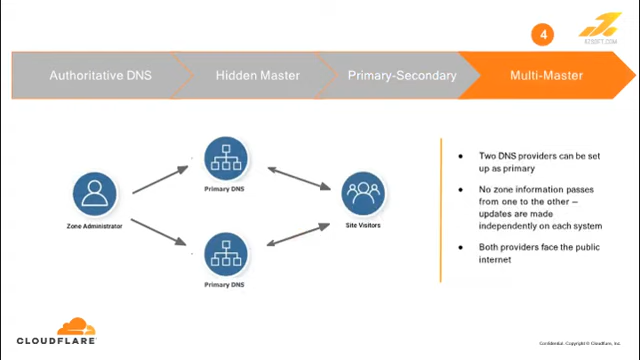 4
Authoritative DNS
Hidden Master
Primary-Secondary
Multi-Master
Primary DNS
Zone Administrator
Site Visitors
Primary DNS
● Two DNS providers can be set
up as primary
● No zone information passes
from one to the other –
updates are made
independently on each system
● Both providers face the public
internet
CLOUDFLARE
Confidential. Copyright © Cloudflare, Inc.